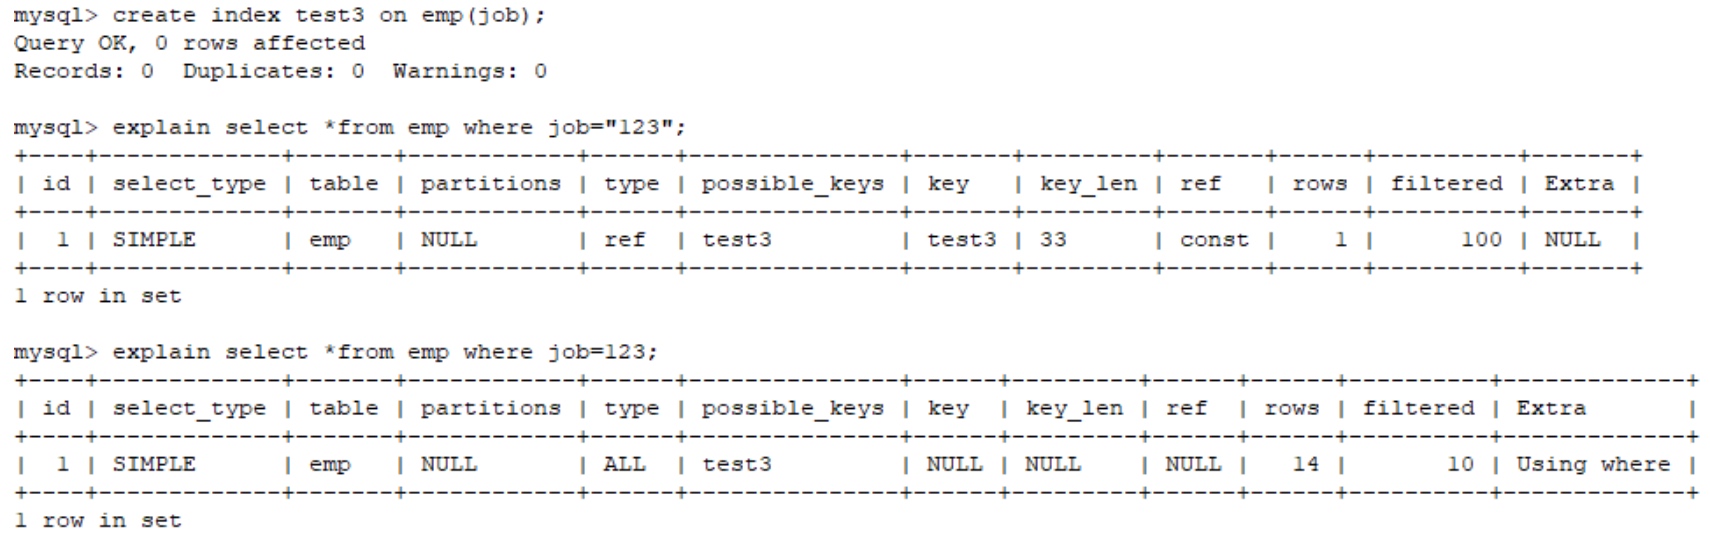 mysql> create index test3 on emp(job);
Query OK, 0 rows affected
Records: 0  Duplicates: 0  Warnings: 0

mysql> explain select *from emp where job="123";
+----+-------------+-------+------------+------+---------------+-------+---------+-------+------+----------+-------+
| id | select_type | table | partitions | type | possible_keys | key   | key_len | ref   | rows | filtered | Extra |
+----+-------------+-------+------------+------+---------------+-------+---------+-------+------+----------+-------+
|  1 | SIMPLE      | emp   | NULL       | ref  | test3         | test3 | 33      | const |    1 |      100 | NULL  |
+----+-------------+-------+------------+------+---------------+-------+---------+-------+------+----------+-------+
1 row in set

mysql> explain select *from emp where job=123;
+----+-------------+-------+------------+------+---------------+------+---------+------+------+----------+-------------+
| id | select_type | table | partitions | type | possible_keys | key  | key_len | ref  | rows | filtered | Extra       |
+----+-------------+-------+------------+------+---------------+------+---------+------+------+----------+-------------+
|  1 | SIMPLE      | emp   | NULL       | ALL  | test3         | NULL | NULL    | NULL |   14 |       10 | Using where |
+----+-------------+-------+------------+------+---------------+------+---------+------+------+----------+-------------+
1 row in set